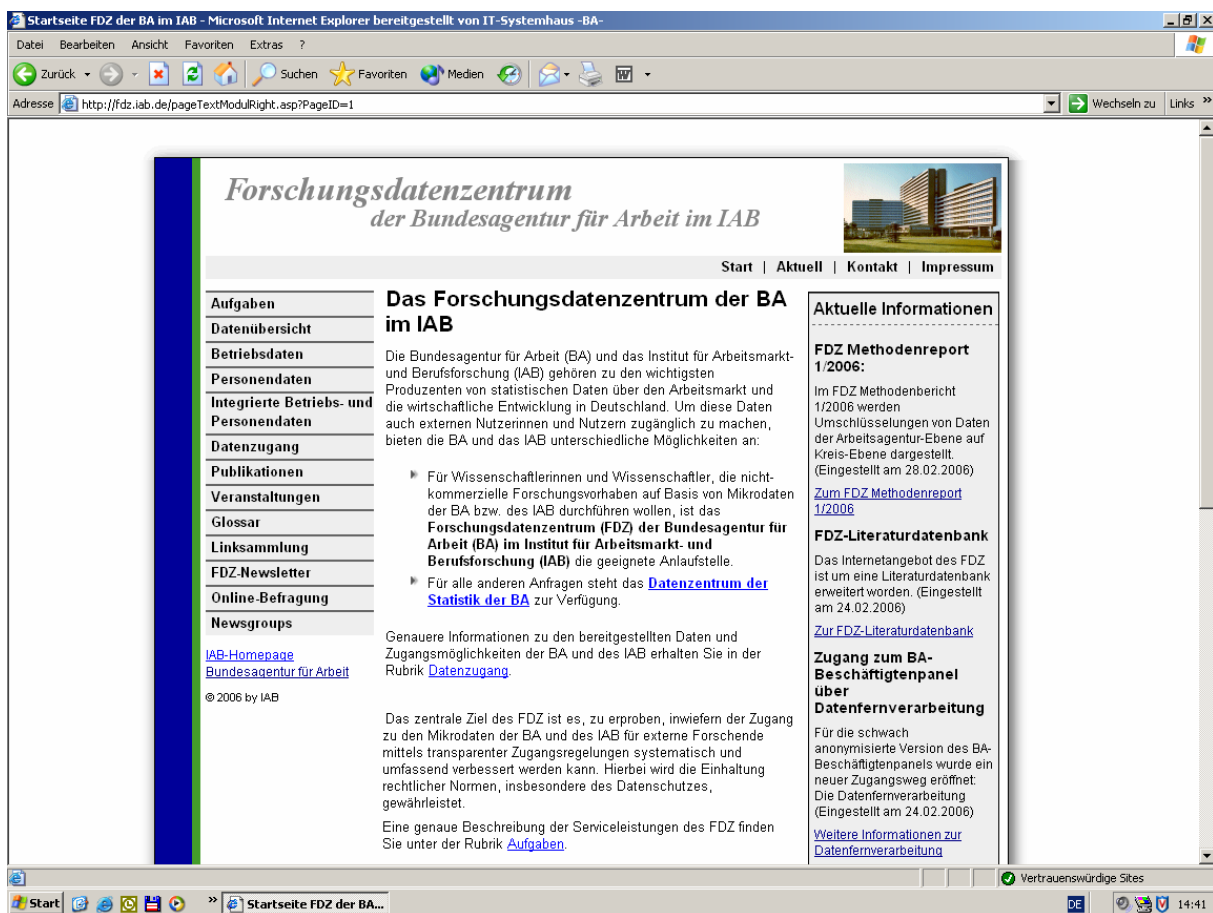 Startseite FDZ der BA im IAB - Microsoft Internet Explorer bereitgestellt von IT-Systemhaus -BA-
Datei Bearbeiten Ansicht Favoriten Extras ?
Zurück Suchen Favoriten Medien
Adresse http://fdz.iab.de/pageTextModulRight.asp?PageID=1 Wechseln zu Links »
Forschungsdatenzentrum
der Bundesagentur für Arbeit im IAB
Start | Aktuell | Kontakt | Impressum
Aufgaben
Datenübersicht
Betriebsdaten
Personendaten
Integrierte Betriebs- und
Personendaten
Datenzugang
Publikationen
Veranstaltungen
Glossar
Linksammlung
FDZ-Newsletter
Online-Befragung
Newsgroups
IAB-Homepage
Bundesagentur für Arbeit
© 2006 by IAB
Das Forschungsdatenzentrum der BA
im IAB
Die Bundesagentur für Arbeit (BA) und das Institut für Arbeitsmarkt-
und Berufsforschung (IAB) gehören zu den wichtigsten
Produzenten von statistischen Daten über den Arbeitsmarkt und
die wirtschaftliche Entwicklung in Deutschland. Um diese Daten
auch externen Nutzerinnen und Nutzern zugänglich zu machen,
bieten die BA und das IAB unterschiedliche Möglichkeiten an:
Für Wissenschaftlerinnen und Wissenschaftler, die nicht-
kommerzielle Forschungsvorhaben auf Basis von Mikrodaten
der BA bzw. des IAB durchführen wollen, ist das
Forschungsdatenzentrum (FDZ) der Bundesagentur für
Arbeit (BA) im Institut für Arbeitsmarkt- und
Berufsforschung (IAB) die geeignete Anlaufstelle.
Für alle anderen Anfragen steht das Datenzentrum der
Statistik der BA zur Verfügung.
Genauere Informationen zu den bereitgestellten Daten und
Zugangsmöglichkeiten der BA und des IAB erhalten Sie in der
Rubrik Datenzugang.
Das zentrale Ziel des FDZ ist es, zu erproben, inwiefern der Zugang
zu den Mikrodaten der BA und des IAB für externe Forschende
mittels transparenter Zugangsregelungen systematisch und
umfassend verbessert werden kann. Hierbei wird die Einhaltung
rechtlicher Normen, insbesondere des Datenschutzes,
gewährleistet.
Eine genaue Beschreibung der Serviceleistungen des FDZ finden
Sie unter der Rubrik Aufgaben.
Aktuelle Informationen
FDZ Methodenreport
1/2006:
Im FDZ Methodenbericht
1/2006 werden
Umschlüsselungen von Daten
der Arbeitsagentur-Ebene auf
Kreis-Ebene dargestellt.
(Eingestellt am 28.02.2006)
Zum FDZ Methodenreport
1/2006
FDZ-Literaturdatenbank
Das Internetangebot des FDZ
ist um eine Literaturdatenbank
erweitert worden. (Eingestellt
am 24.02.2006)
Zur FDZ-Literaturdatenbank
Zugang zum BA-
Beschäftigtenpanel
über
Datenfernverarbeitung
Für die schwach
anonymisierte Version des BA-
Beschäftigtenpanels wurde ein
neuer Zugangsweg eröffnet:
Die Datenfernverarbeitung
(Eingestellt am 24.02.2006)
Weitere Informationen zur
Datenfernverarbeitung
Vertrauenswürdige Sites
Start » Startseite FDZ der BA... DE 14:41